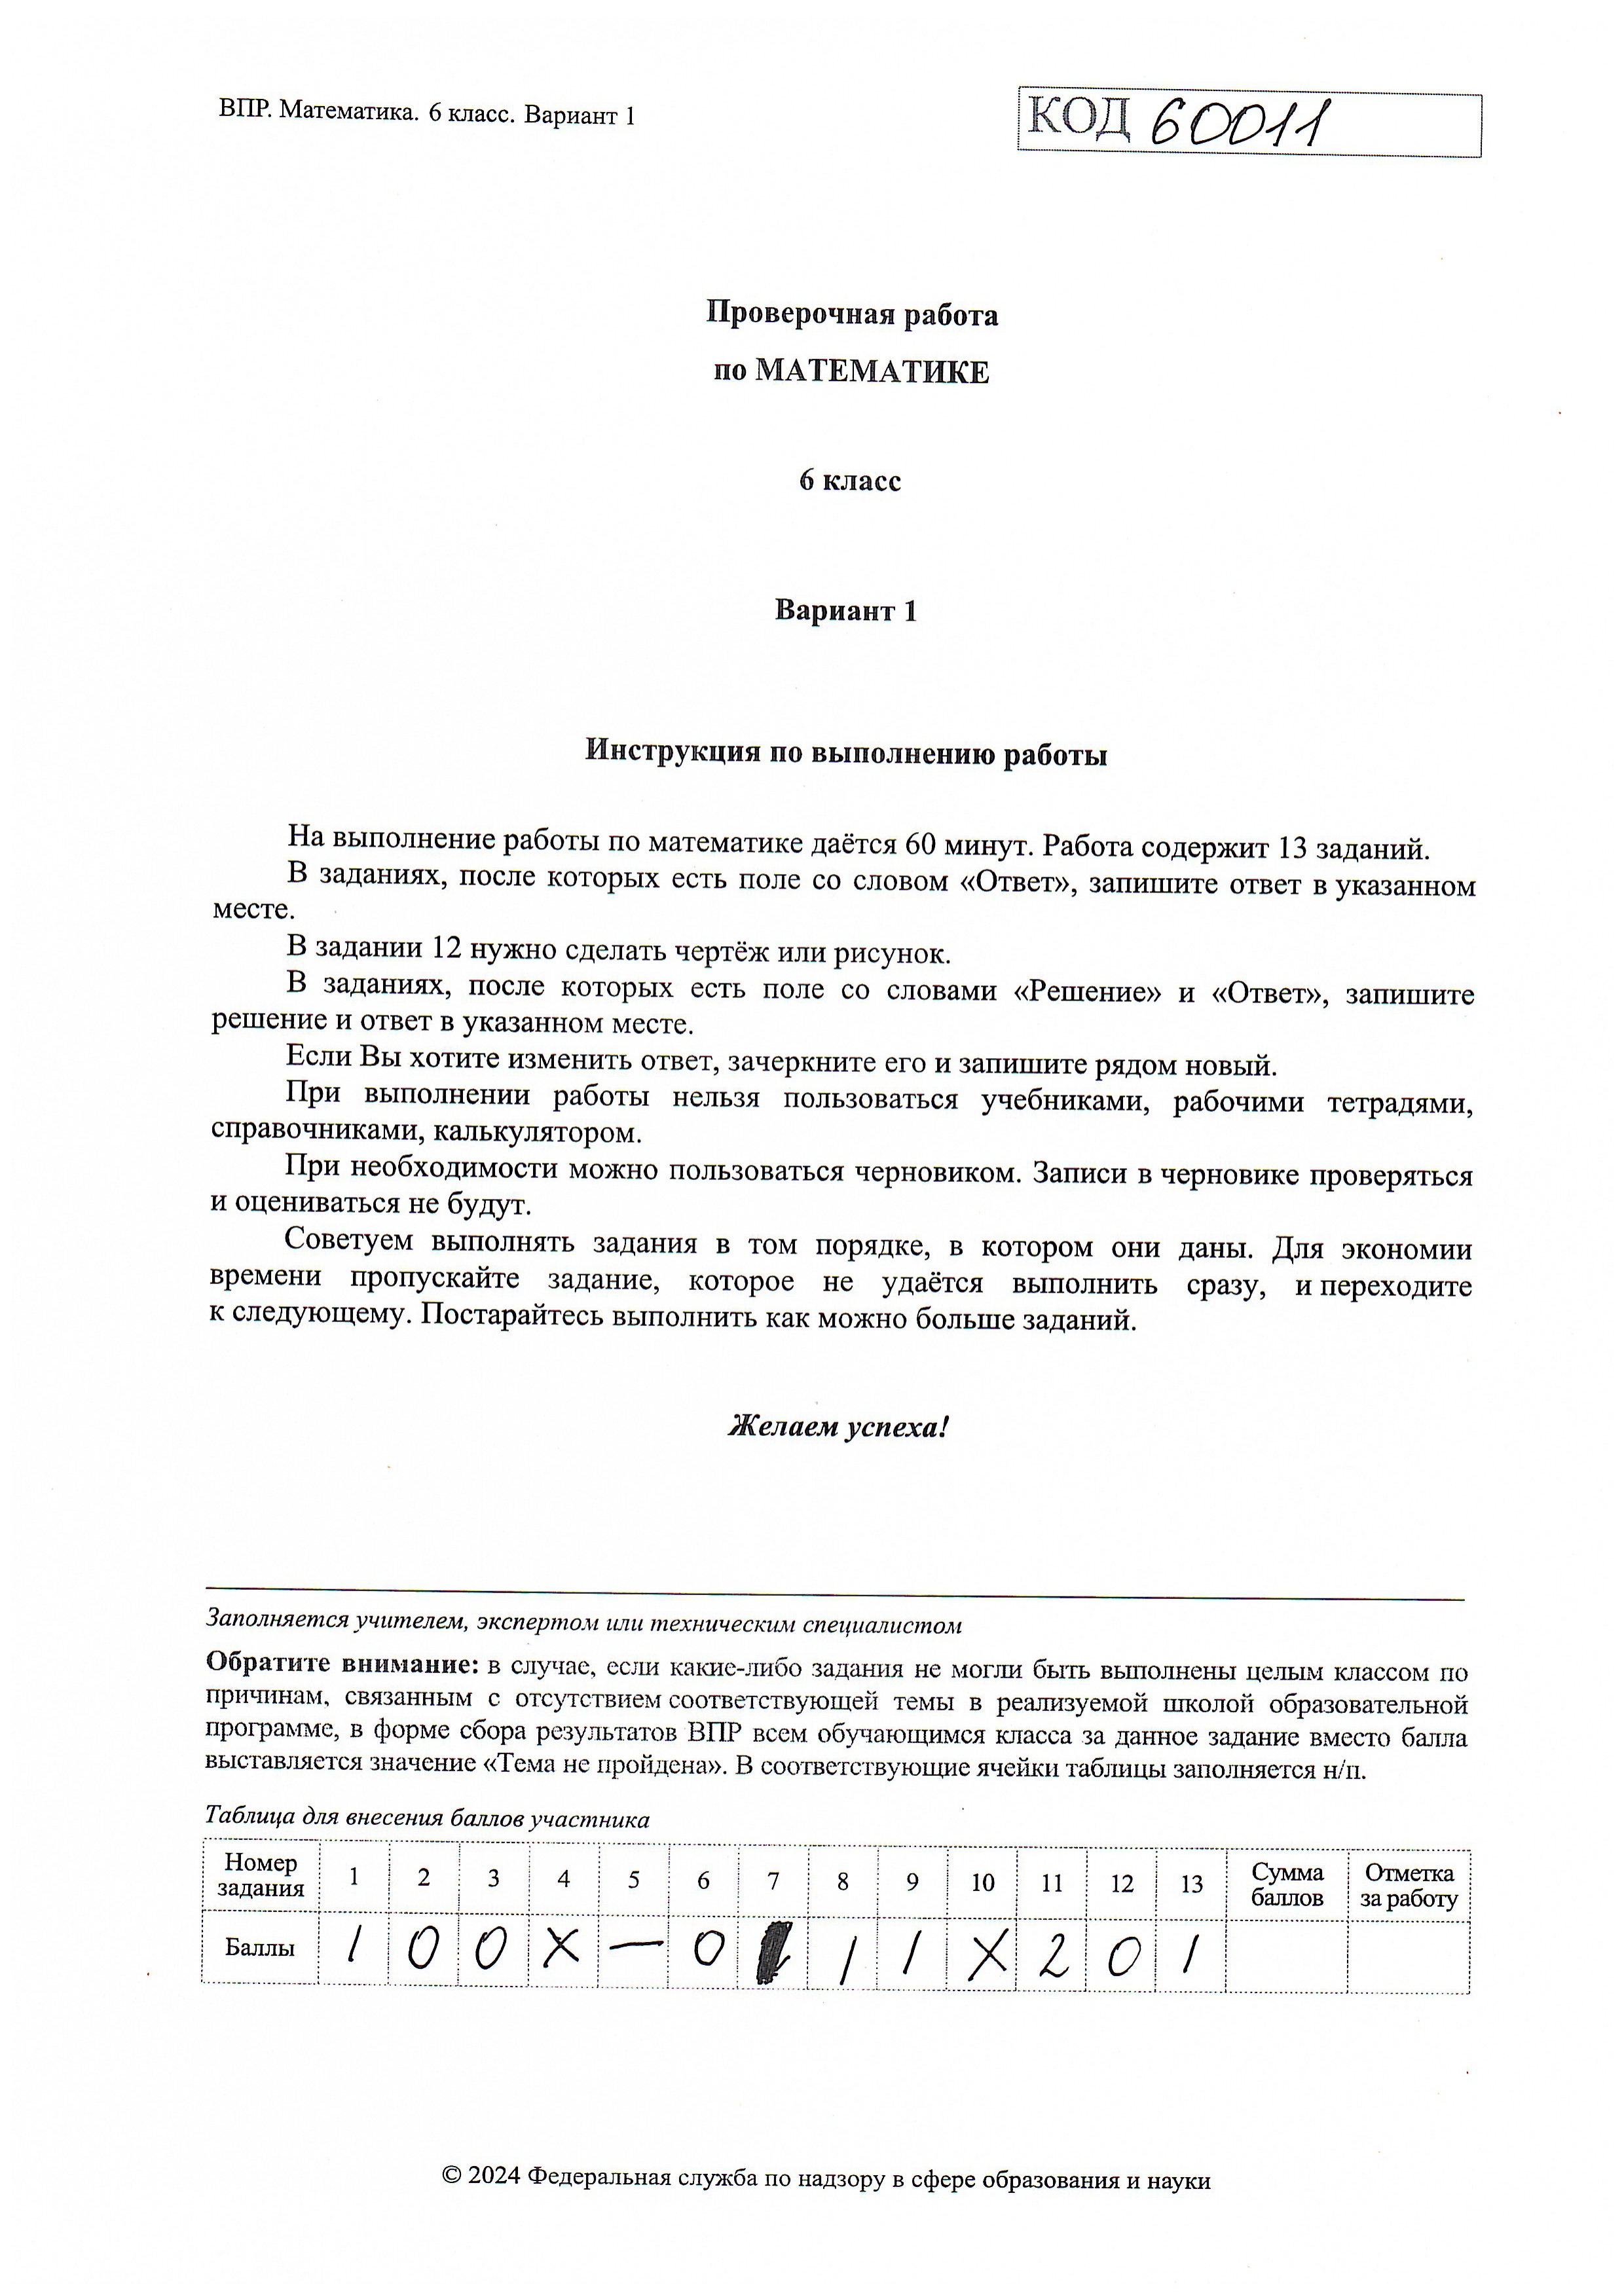 ВПР. Математика. 6 класс. Вариант 1
КОД 60011
Проверочная работа
по МАТЕМАТИКЕ
6 класс
Вариант 1
Инструкция по выполнению работы
На выполнение работы по математике даётся 60 минут. Работа содержит 13 заданий.
В заданиях, после которых есть поле со словом «Ответ», запишите ответ в указанном
месте.
В задании 12 нужно сделать чертёж или рисунок.
В заданиях, после которых есть поле со словами «Решение» и «Ответ», запишите
решение и ответ в указанном месте.
Если Вы хотите изменить ответ, зачеркните его и запишите рядом новый.
При выполнении работы нельзя пользоваться учебниками, рабочими тетрадями,
справочниками, калькулятором.
При необходимости можно пользоваться черновиком. Записи в черновике проверяться
и оцениваться не будут.
Советуем выполнять задания в том порядке, в котором они даны. Для экономии
времени пропускайте задание, которое не удаётся выполнить сразу, и переходите
к следующему. Постарайтесь выполнить как можно больше заданий.
Желаем успеха!
Заполняется учителем, экспертом или техническим специалистом
Обратите внимание: в случае, если какие-либо задания не могли быть выполнены целым классом по
причинам, связанным с отсутствием соответствующей темы в реализуемой школой образовательной
программе, в форме сбора результатов ВПР всем обучающимся класса за данное задание вместо балла
выставляется значение «Тема не пройдена». В соответствующие ячейки таблицы заполняется н/п.
Таблица для внесения баллов участника
Номер задания 1 2 3 4 5 6 7 8 9 10 11 12 13 Сумма баллов Отметка за работу
Баллы 1 0 0 X — 0 1 1 X 2 0 1
© 2024 Федеральная служба по надзору в сфере образования и науки